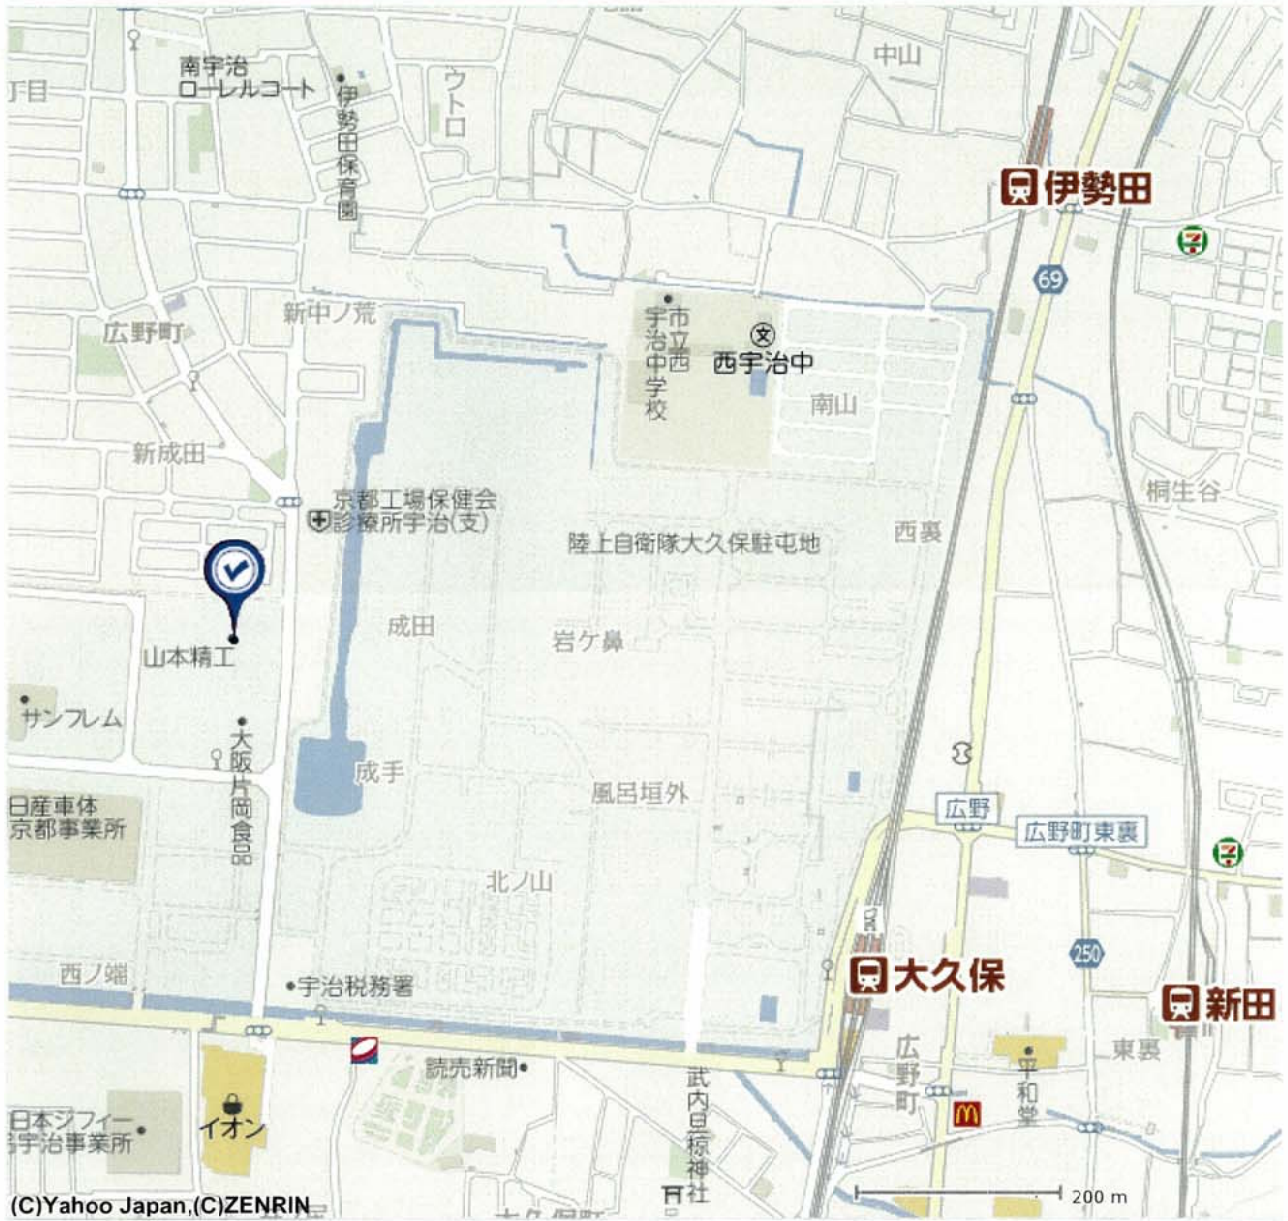 中山
南宇治
ローレルコート
丁目
伊勢田保育園
ウトロ
伊勢田
69
新中ノ荒
広野町
市立西
宇治中学校
文
西宇治中
南山
新成田
京都工場保健会
診療所宇治(支)
桐生谷
西裏
陸上自衛隊大久保駐屯地
成田
岩ケ鼻
山本精工
サンフレム
大阪片岡食品
成手
風呂垣外
日産車体
京都事業所
広野
広野町東裏
北ノ山
250
西ノ端
宇治税務署
大久保
新田
読売新聞
広野町
平和堂
東裏
武内旦椋神社
日本ジフィー
宇治事業所
イオン
大久保町
200 m
(C)Yahoo Japan,(C)ZENRIN